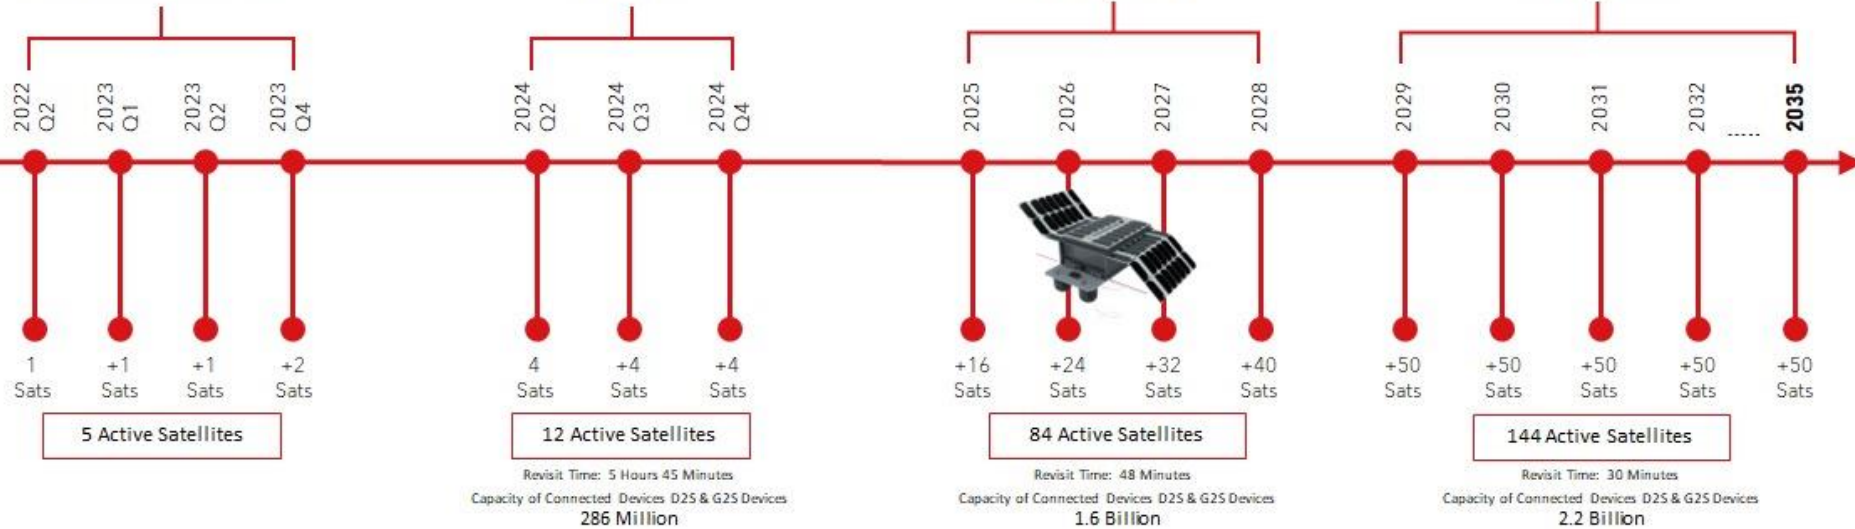 2022 Q2
2023 Q1
2023 Q2
2023 Q4
2024 Q2
2024 Q3
2024 Q4
2025
2026
2027
2028
2029
2030
2031
2032
.....
2035
1 Sats
+1 Sats
+1 Sats
+2 Sats
4 Sats
+4 Sats
+4 Sats
+16 Sats
+24 Sats
+32 Sats
+40 Sats
+50 Sats
+50 Sats
+50 Sats
+50 Sats
+50 Sats
5 Active Satellites
12 Active Satellites
Revisit Time: 5 Hours 45 Minutes
Capacity of Connected Devices D2S & G2S Devices
286 Million
84 Active Satellites
Revisit Time: 48 Minutes
Capacity of Connected Devices D2S & G2S Devices
1.6 Billion
144 Active Satellites
Revisit Time: 30 Minutes
Capacity of Connected Devices D2S & G2S Devices
2.2 Billion